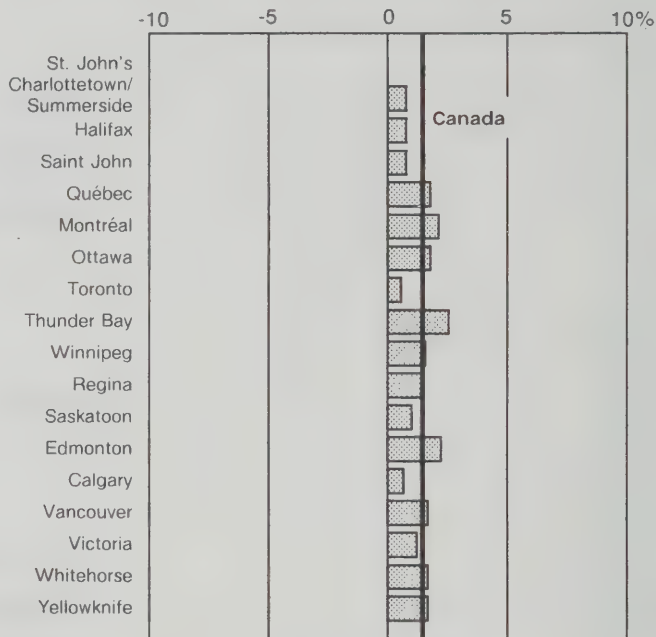 -10 -5 0 5 10%
St. John's
Charlottetown/
Summerside
Halifax
Canada
Saint John
Québec
Montréal
Ottawa
Toronto
Thunder Bay
Winnipeg
Regina
Saskatoon
Edmonton
Calgary
Vancouver
Victoria
Whitehorse
Yellowknife